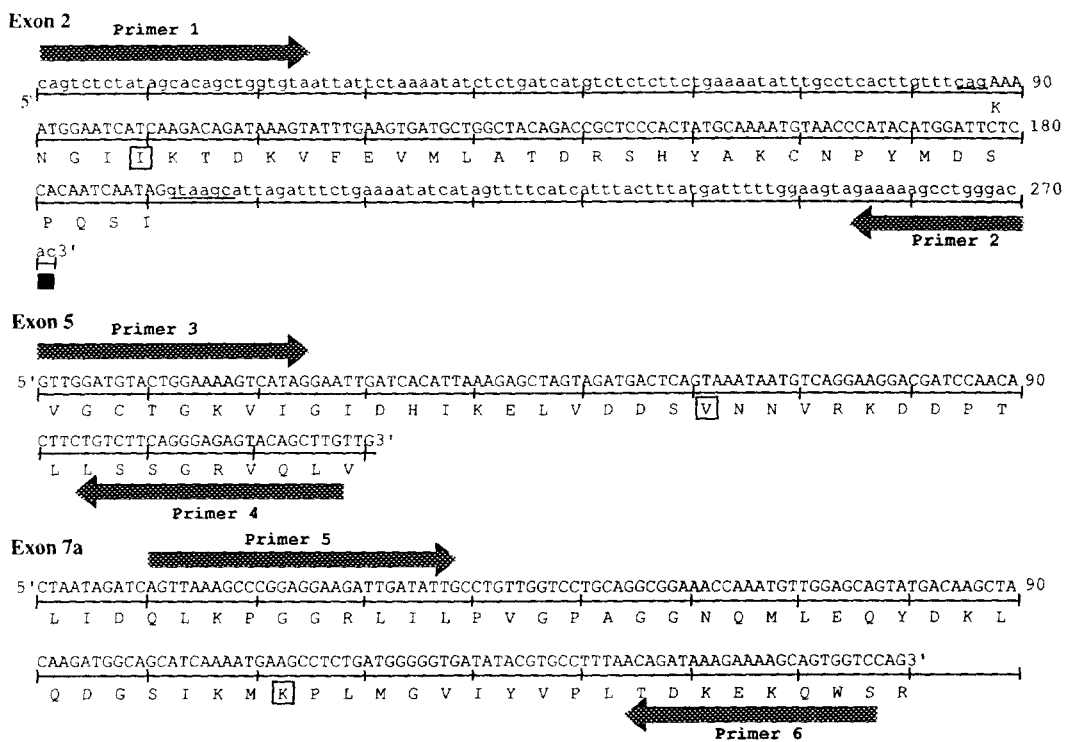 Exon 2
Primer 1
cagtctctatagcacagctggtgtaattattctaaaatatctctctgatcatgtctctcttctgaaaatatttgcctcacttgtttcagAAA 90
5'
K
ATGGAATCATCAAGACAGATAAAGTATTTGAAGTGATGCTGGCTACAGACCGCTCCCACTATGCAAAATGTAACCCATACATGGATTCTC 180
N G I I K T D K V F E V M L A T D R S H Y A K C N P Y M D S
CACAATCAATAGgtaagcattagatttctgaaaatatcatagttttcatcatttactttatgatttttggaagtagaaaaagcctgggac 270
P Q S I
Primer 2
ac3'
Exon 5
Primer 3
5'GTTGGATGTACTGGAAAAGTCATAGGAATTGATCACATTAAAGAGCTAGTAGATGACTCAGTAAATAATGTCAGGAAGGACGATCCAACA 90
V G C T G K V I G I D H I K E L V D D S V N N V R K D D P T
CTTCTGTCTTCAGGGAGAGTACAGCTTGTTG3'
L L S S G R V Q L V
Primer 4
Exon 7a
Primer 5
5'CTAATAGATCAGTTAAAGCCCGGAGGAAGATTGATATTGCCTGTTGGTCCTGCAGGCGGAAACCAAATGTTGGAGCAGTATGACAAGCTA 90
L I D Q L K P G G R L I L P V G P A G G N Q M L E Q Y D K L
CAAGATGGCAGCATCAAAATGAAGCCTCTGATGGGGGTGATATACGTGCCTTTAACAGATAAAGAAAAGCAGTGGTCCAG3'
Q D G S I K M K P L M G V I Y V P L T D K E K Q W S R
Primer 6